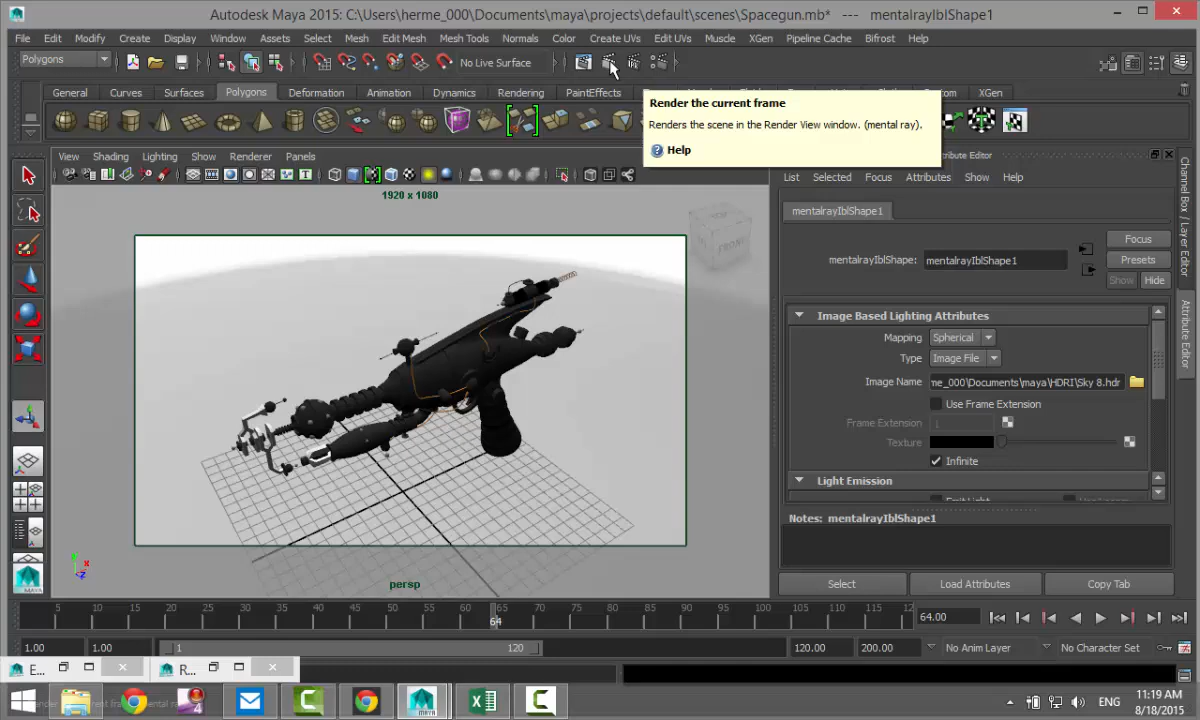 Autodesk Maya 2015: C:\Users\herme_000\Documents\maya\projects\default\scenes\Spacegun.mb* --- mentalrayIblShape1
File Edit Modify Create Display Window Assets Select Mesh Edit Mesh Mesh Tools Normals Color Create UVs Edit UVs Muscle XGen Pipeline Cache Bifrost Help
Polygons No Live Surface
General Curves Surfaces Polygons Deformation Animation Dynamics Rendering PaintEffects XGen
Render the current frame
Renders the scene in the Render View window. (mental ray).
Help
View Shading Lighting Show Renderer Panels
1920 x 1080
FRONT
persp
Y X Z
Editor
List Selected Focus Attributes Show Help
mentalrayIblShape1
mentalrayIblShape: mentalrayIblShape1
Focus
Presets
Show Hide
Image Based Lighting Attributes
Mapping Spherical
Type Image File
Image Name me_000\Documents\maya\HDRI\Sky 8.hdr
Use Frame Extension
Frame Extension 1
Texture
Infinite
Light Emission
Emit Light
Notes: mentalrayIblShape1
Select Load Attributes Copy Tab
Channel Box / Layer Editor
Attribute Editor
5 10 15 20 25 30 35 40 45 50 55 60 65 70 75 80 85 90 95 100 105 110 115 12
64
64.00
1.00 1.00 1 120 120.00 200.00 No Anim Layer No Character Set
E... R...
MAYA
4
ENG
11:19 AM
8/18/2015